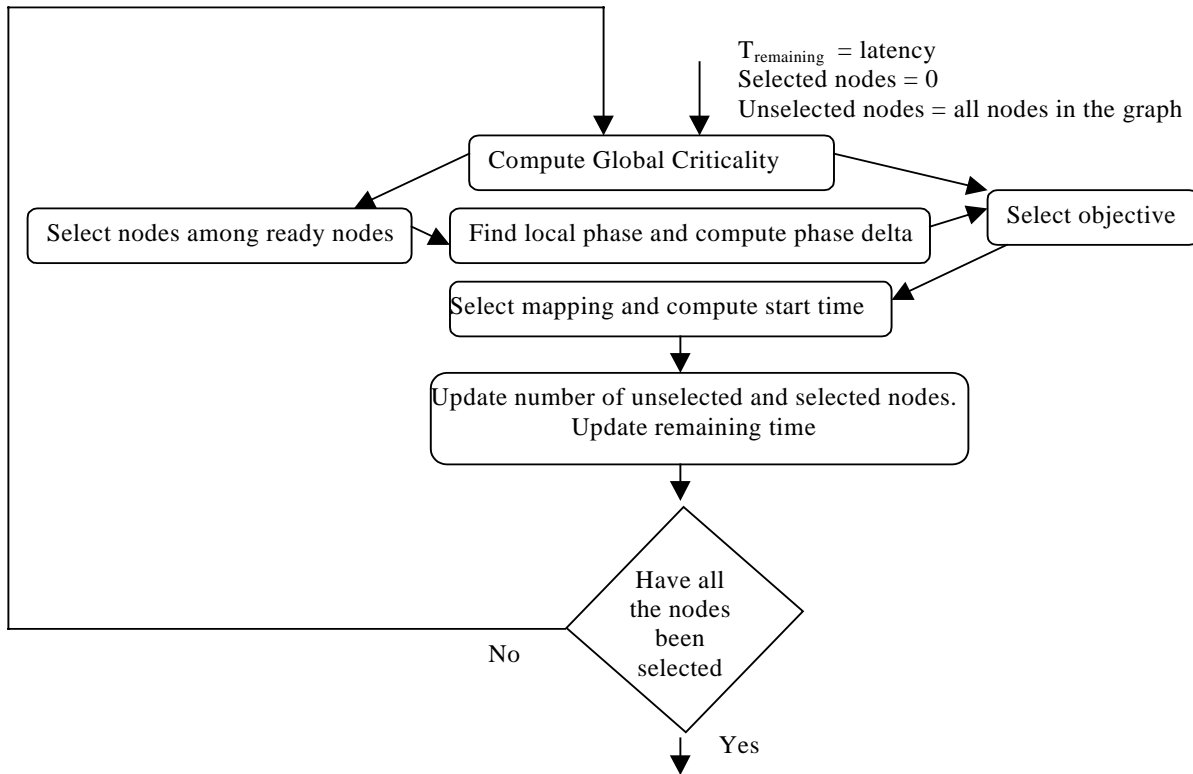 T_remaining = latency
Selected nodes = 0
Unselected nodes = all nodes in the graph
Compute Global Criticality
Select nodes among ready nodes
Find local phase and compute phase delta
Select objective
Select mapping and compute start time
Update number of unselected and selected nodes.
Update remaining time
Have all
the nodes
been
selected
No
Yes